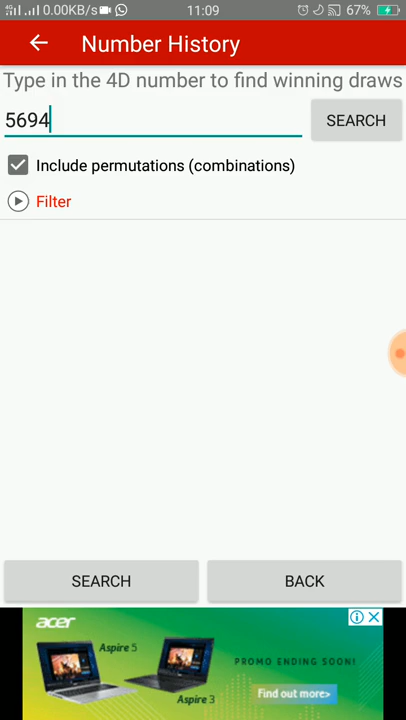 4G 0.00KB/s 11:09 67%
Number History
Type in the 4D number to find winning draws
5694 SEARCH
Include permutations (combinations)
Filter
SEARCH BACK
acer
Aspire 5
PROMO ENDING SOON!
Aspire 3
Find out more>